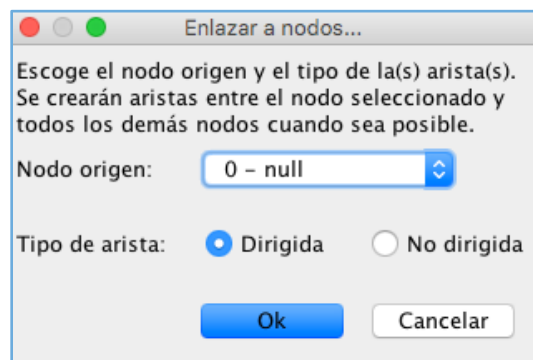 Enlazar a nodos...
Escoge el nodo origen y el tipo de la(s) arista(s).
Se crearán aristas entre el nodo seleccionado y
todos los demás nodos cuando sea posible.
Nodo origen: 0 - null
Tipo de arista: Dirigida No dirigida
Ok Cancelar